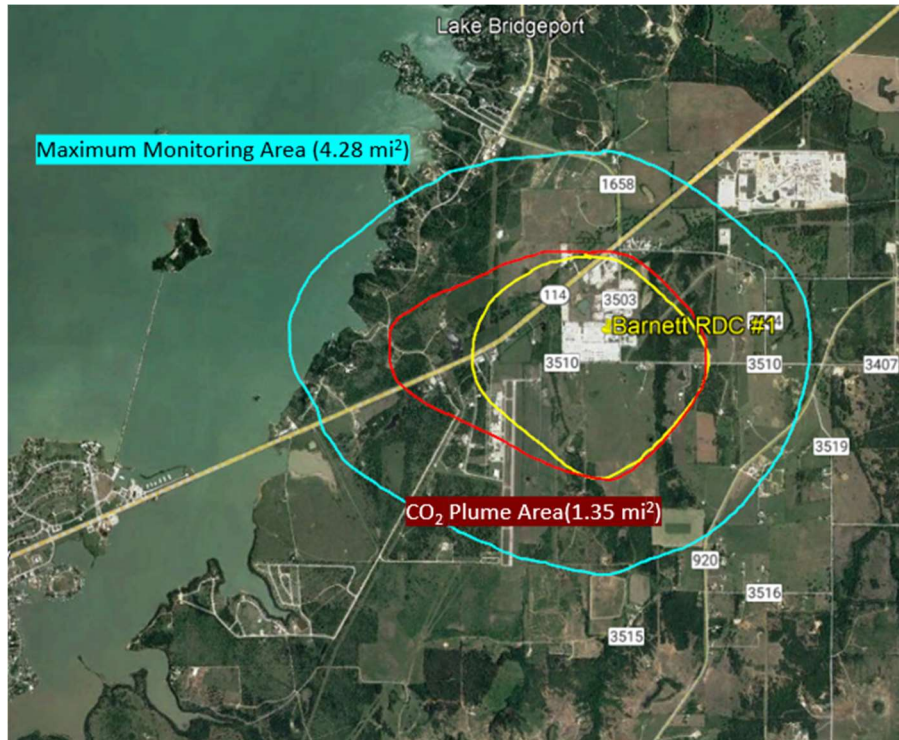 Lake Bridgeport
Maximum Monitoring Area (4.28 mi²)
1658
114
3503
Barnett RDC #1
3510
3510
3407
3519
CO₂ Plume Area(1.35 mi²)
920
3516
3515